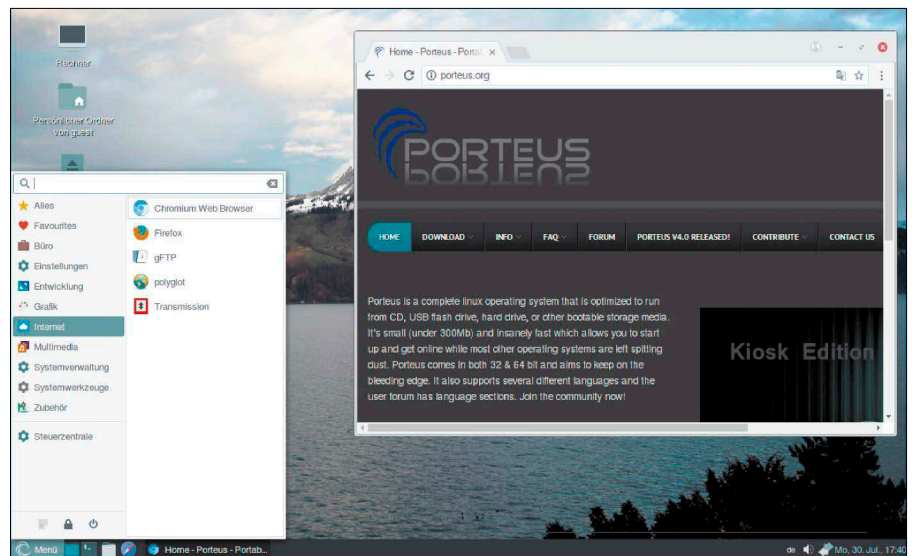 Rechner
Persönlicher Ordner
von guest
Alles
Favourites
Büro
Einstellungen
Entwicklung
Grafik
Internet
Multimedia
Systemverwaltung
Systemwerkzeuge
Zubehör
Steuerzentrale
Chromium Web Browser
Firefox
gFTP
polyglot
Transmission
Home - Porteus - Portab
porteus.org
PORTEUS
HOME DOWNLOAD INFO FAQ FORUM PORTEUS V4.0 RELEASED! CONTRIBUTE CONTACT US
Porteus is a complete linux operating system that is optimized to run
from CD, USB flash drive, hard drive, or other bootable storage media.
It's small (under 300Mb) and insanely fast which allows you to start
up and get online while most other operating systems are left spitting
dust. Porteus comes in both 32 & 64 bit and aims to keep on the
bleeding edge. It also supports several different languages and the
user forum has language sections. Join the community now!
Kiosk Edition
Menü Home - Porteus - Portab... de Mo, 30. Jul., 17:40